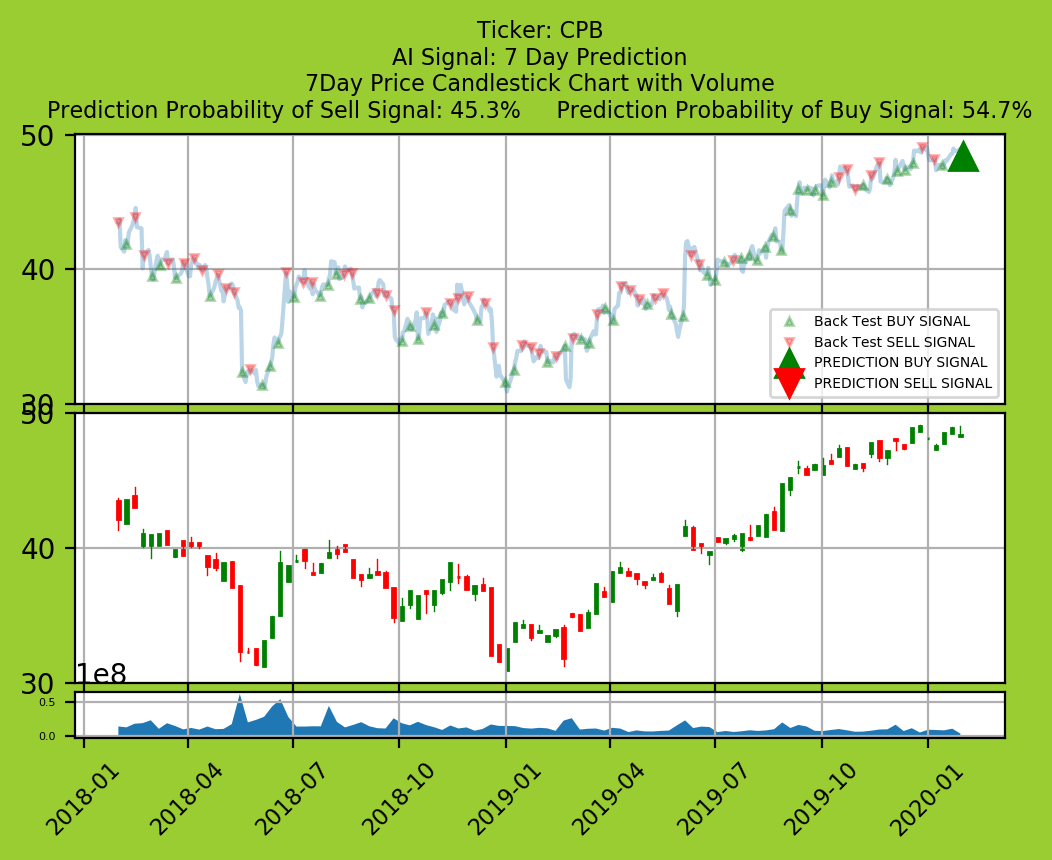 Ticker: CPB
AI Signal: 7 Day Prediction
7Day Price Candlestick Chart with Volume
Prediction Probability of Sell Signal: 45.3% Prediction Probability of Buy Signal: 54.7%
50
40
30
Back Test BUY SIGNAL
Back Test SELL SIGNAL
PREDICTION BUY SIGNAL
PREDICTION SELL SIGNAL
50
40
30
1e8
0.5
0.0
2018-01
2018-04
2018-07
2018-10
2019-01
2019-04
2019-07
2019-10
2020-01